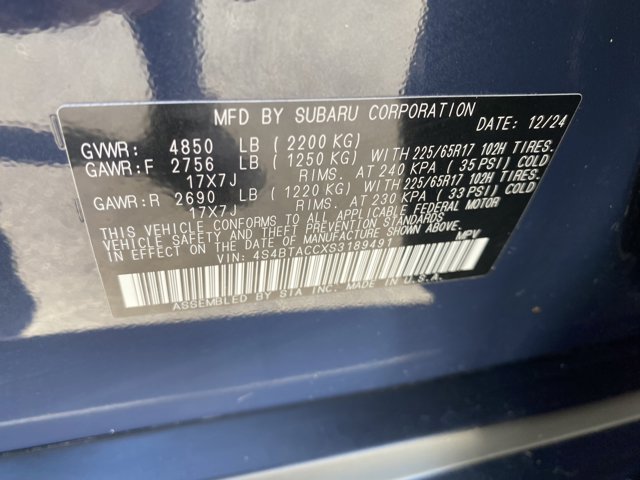 MFD BY SUBARU CORPORATION DATE: 12/24
GVWR: 4850 LB (2200 KG)
GAWR:F 2756 LB (1250 KG) WITH 225/65R17 102H TIRES.
17X7J RIMS. AT 240 KPA ( 35 PSI) COLD
GAWR:R 2690 LB (1220 KG) WITH 225/65R17 102H TIRES.
17X7J RIMS. AT 230 KPA ( 33 PSI) COLD
THIS VEHICLE CONFORMS TO ALL APPLICABLE FEDERAL MOTOR
VEHICLE SAFETY AND THEFT PREVENTION STANDARDS
IN EFFECT ON THE DATE OF MANUFACTURE SHOWN ABOVE.
VIN: 4S4BTACCXS3189491 MPV
ASSEMBLED BY SIA INC. MADE IN U.S.A.